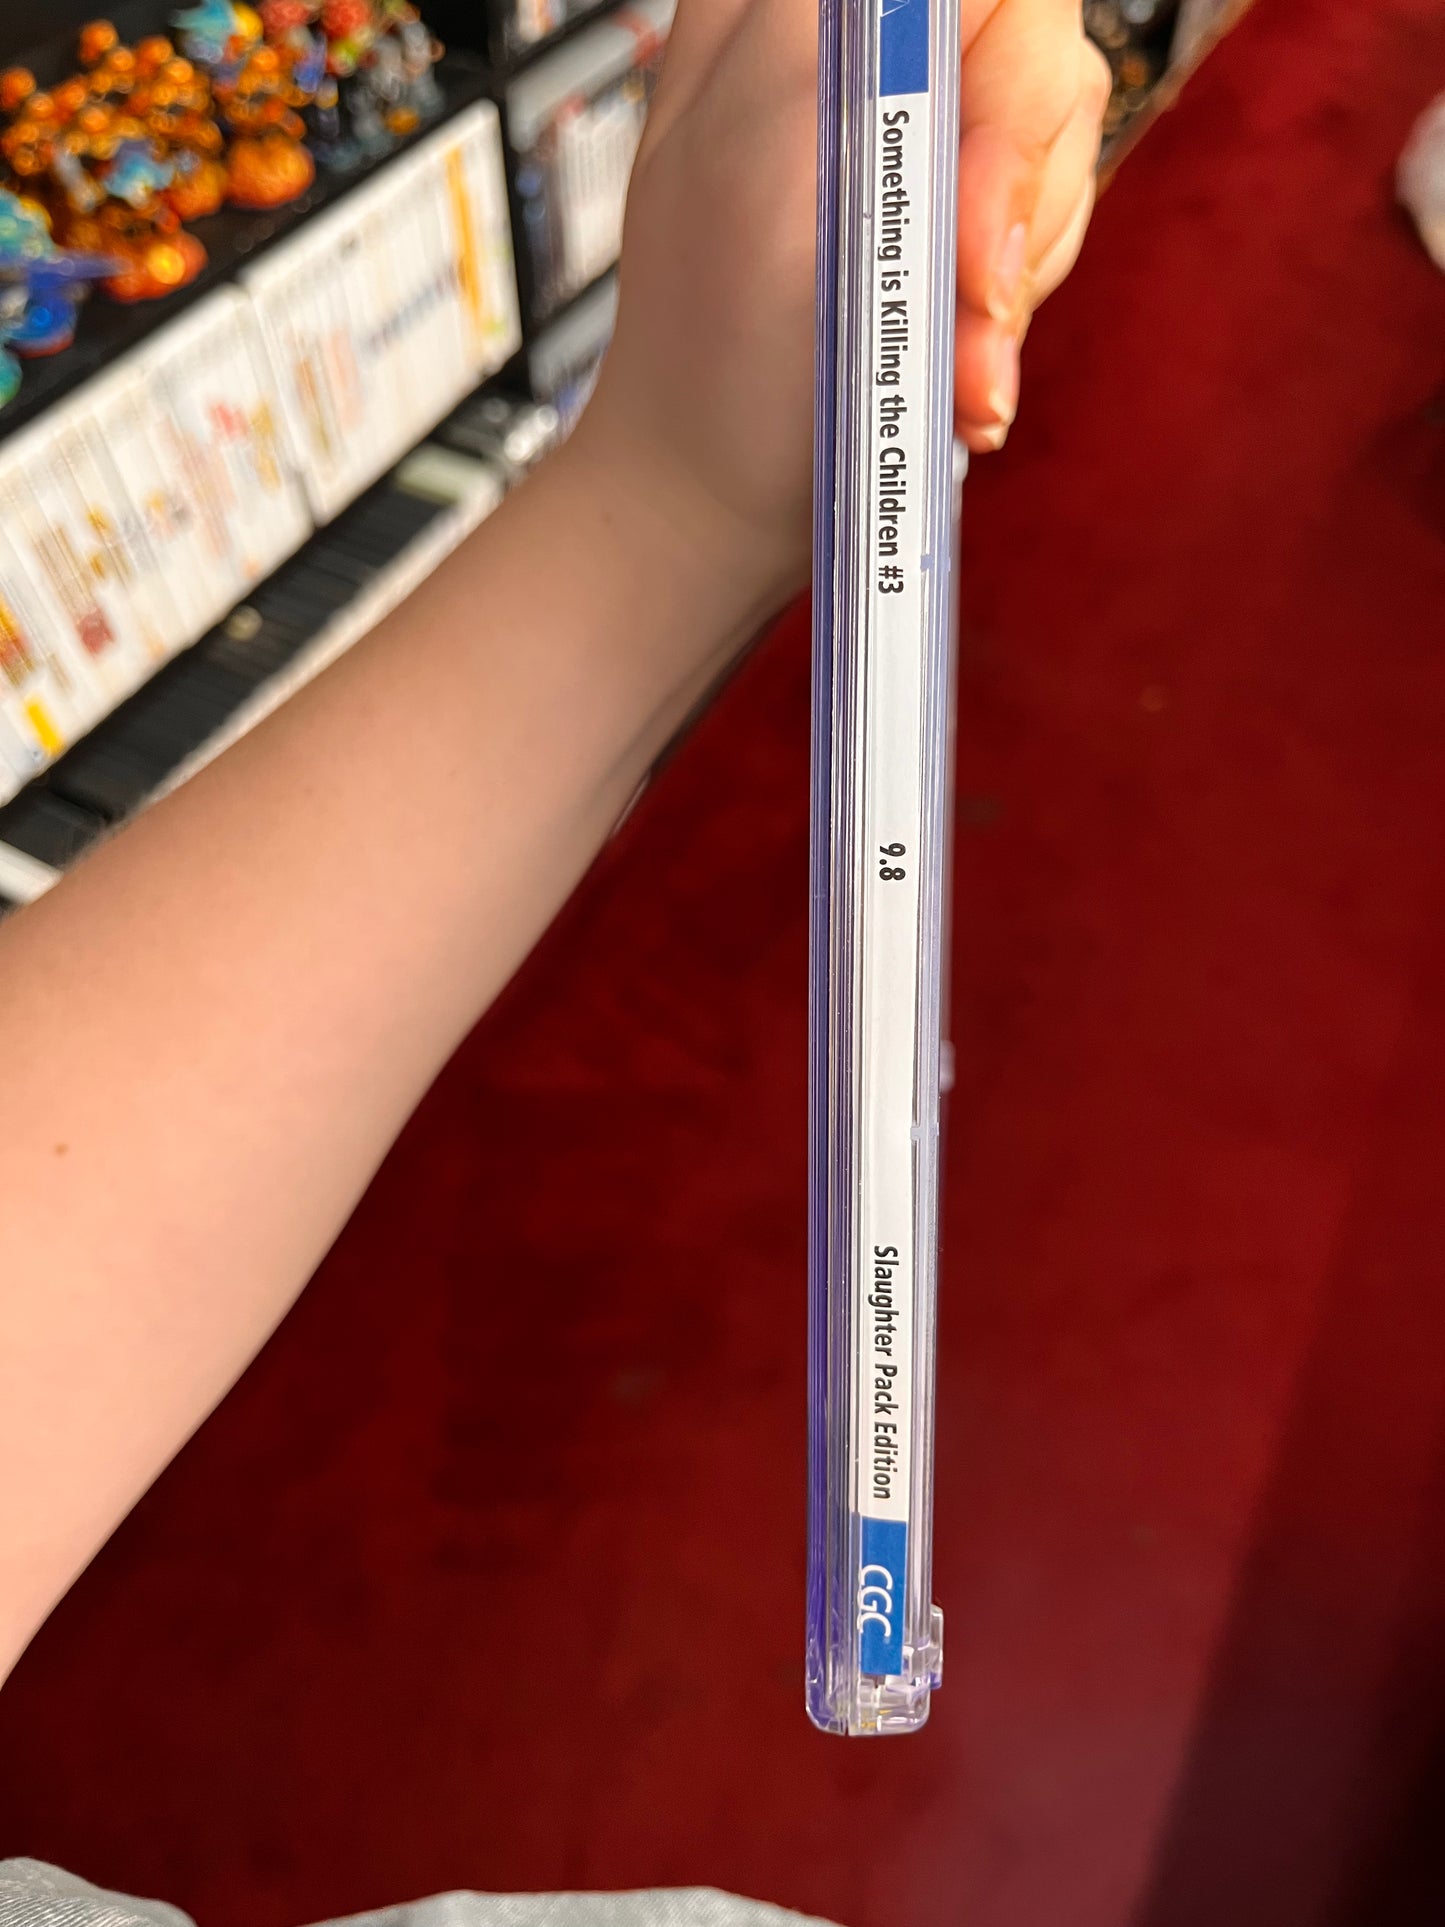 Something is Killing the Children #3
9.8
Slaughter Pack Edition
CGC